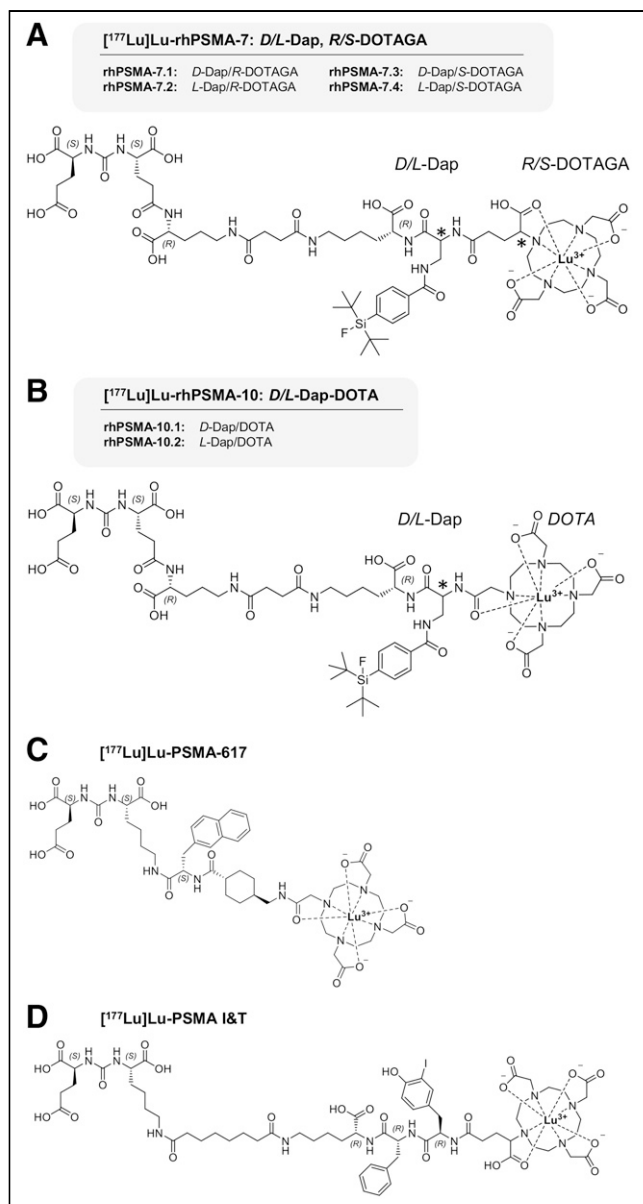 A
[¹⁷⁷Lu]Lu-rhPSMA-7: D/L-Dap, R/S-DOTAGA
rhPSMA-7.1: D-Dap/R-DOTAGA rhPSMA-7.3: D-Dap/S-DOTAGA
rhPSMA-7.2: L-Dap/R-DOTAGA rhPSMA-7.4: L-Dap/S-DOTAGA
D/L-Dap R/S-DOTAGA
B
[¹⁷⁷Lu]Lu-rhPSMA-10: D/L-Dap-DOTA
rhPSMA-10.1: D-Dap/DOTA
rhPSMA-10.2: L-Dap/DOTA
D/L-Dap DOTA
C
[¹⁷⁷Lu]Lu-PSMA-617
D
[¹⁷⁷Lu]Lu-PSMA I&T